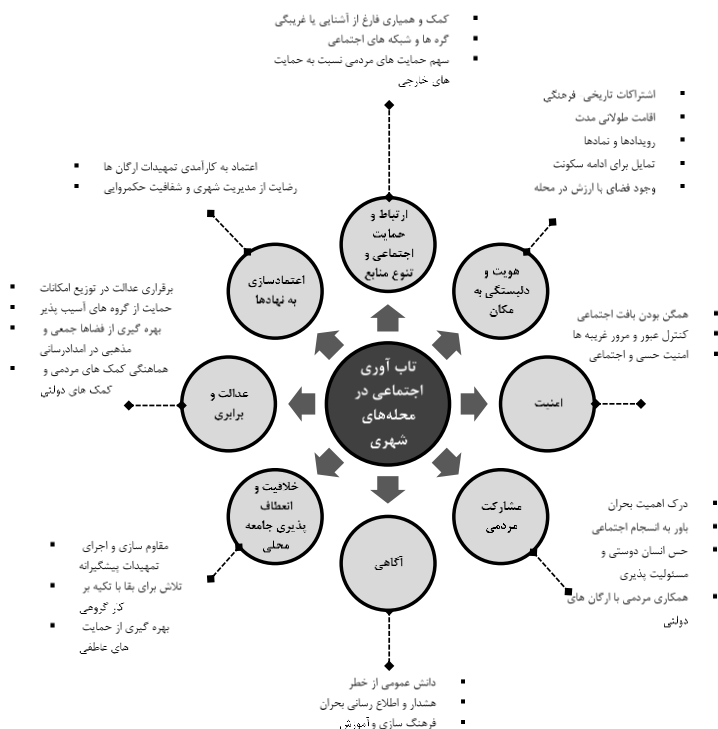 کمک و همیاری فارغ از آشنایی یا غریبگی
گره ها و شبکه های اجتماعی
سهم حمایت های مردمی نسبت به حمایت
های خارجی
اشتراکات تاریخی فرهنگی
اقامت طولانی مدت
رویدادها و نمادها
تمایل برای ادامه سکونت
وجود فضای با ارزش در محله
اعتماد به کارآمدی تمهیدات ارگان ها
رضایت از مدیریت شهری و شفافیت حکمروایی
ارتباط و
حمایت
اجتماعی و
تنوع منابع
هویت و
دلبستگی به
مکان
اعتمادسازی
به نهادها
برقراری عدالت در توزیع امکانات
حمایت از گروه های آسیب پذیر
بهره گیری از فضاها جمعی و
مذهبی در امدادرسانی
هماهنگی کمک های مردمی و
کمک های دولتی
همگن بودن بافت اجتماعی
کنترل عبور و مرور غریبه ها
امنیت حسی و اجتماعی
تاب آوری
اجتماعی در
محله‌های
شهری
امنیت
عدالت و
برابری
مشارکت
مردمی
خلاقیت و
انعطاف
پذیری جامعه
محلی
آگاهی
درک اهمیت بحران
باور به انسجام اجتماعی
حس انسان دوستی و
مسئولیت پذیری
همکاری مردمی با ارگان های
دولتی
مقاوم سازی و اجرای
تمهیدات پیشگیرانه
تلاش برای بقا با تکیه بر
کار گروهی
بهره گیری از حمایت
های عاطفی
دانش عمومی از خطر
هشدار و اطلاع رسانی بحران
فرهنگ سازی و آموزش